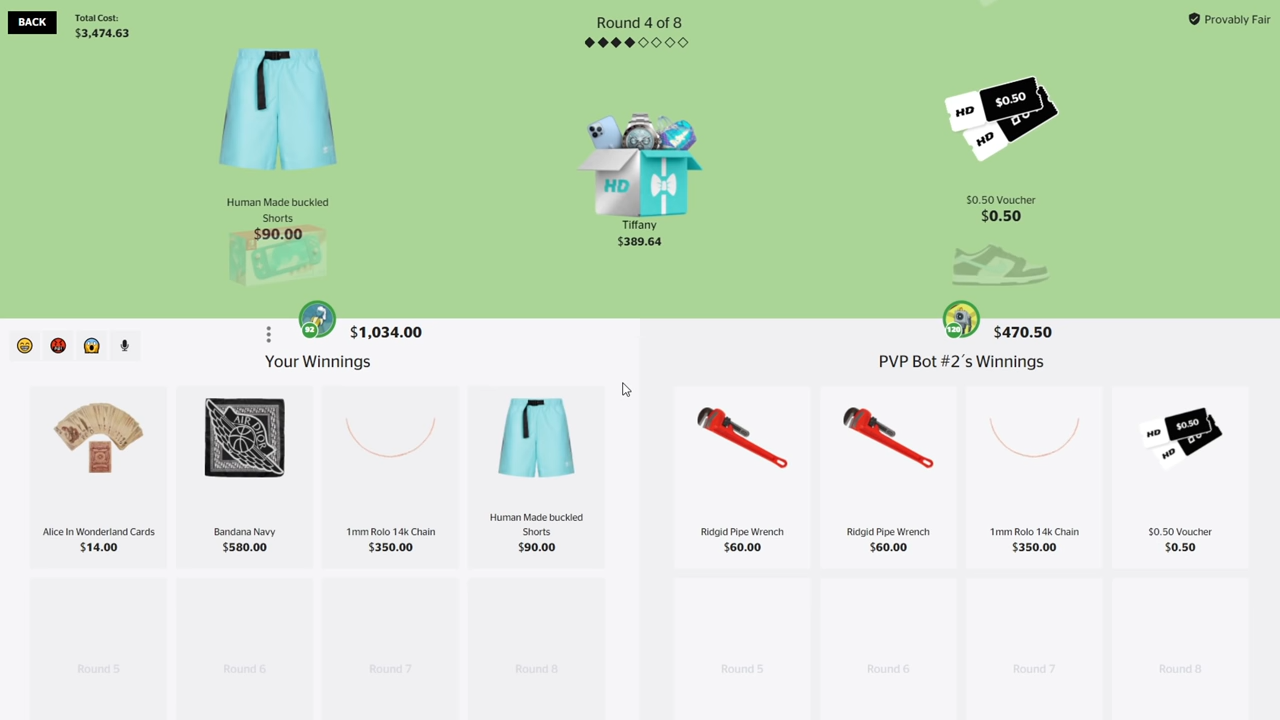 BACK
Total Cost:
$3,474.63
Round 4 of 8
Provably Fair
HD
$0.50
HD
HD
Human Made buckled
Shorts
$90.00
Tiffany
$389.64
$0.50 Voucher
$0.50
92
$1,034.00
120
$470.50
Your Winnings
PVP Bot #2´s Winnings
AIR DIOR
HD
$0.50
HD
Alice In Wonderland Cards
$14.00
Bandana Navy
$580.00
1mm Rolo 14k Chain
$350.00
Human Made buckled
Shorts
$90.00
Ridgid Pipe Wrench
$60.00
Ridgid Pipe Wrench
$60.00
1mm Rolo 14k Chain
$350.00
$0.50 Voucher
$0.50
Round 5
Round 6
Round 7
Round 8
Round 5
Round 6
Round 7
Round 8